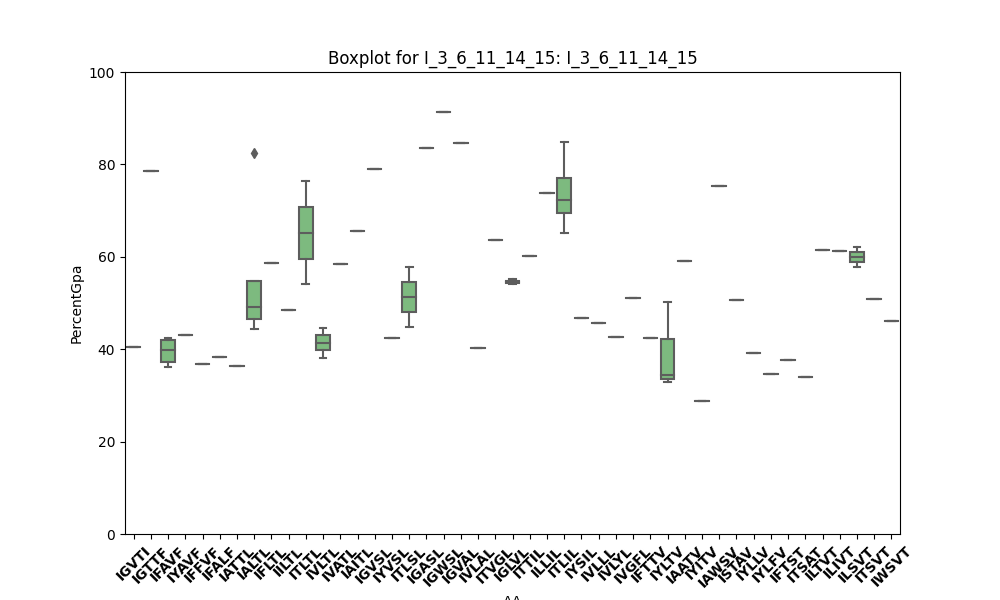 Boxplot for I_3_6_11_14_15: I_3_6_11_14_15
100
80
60
40
20
0
PercentGpa
IGVTI
IGTTF
IFAVF
IYAVF
IFFVF
IFALF
IATTL
IALTL
IFLTL
IILTL
ITLTL
IVLTL
IVATL
IAITL
IGVSL
IYVSL
ITLSL
IGASL
IGWSL
IGVAL
IVLAL
ITVGL
IGLVL
ITTIL
ILLIL
ITLIL
IYSIL
IVLLL
IVLYL
IVGFL
IFTTV
IYLTV
IAATV
IYITV
IAWSV
ISTAV
IYLLV
IYLFV
IFTST
ITSAT
ILTVT
ILIVT
ILSVT
ITSVT
IWSVT